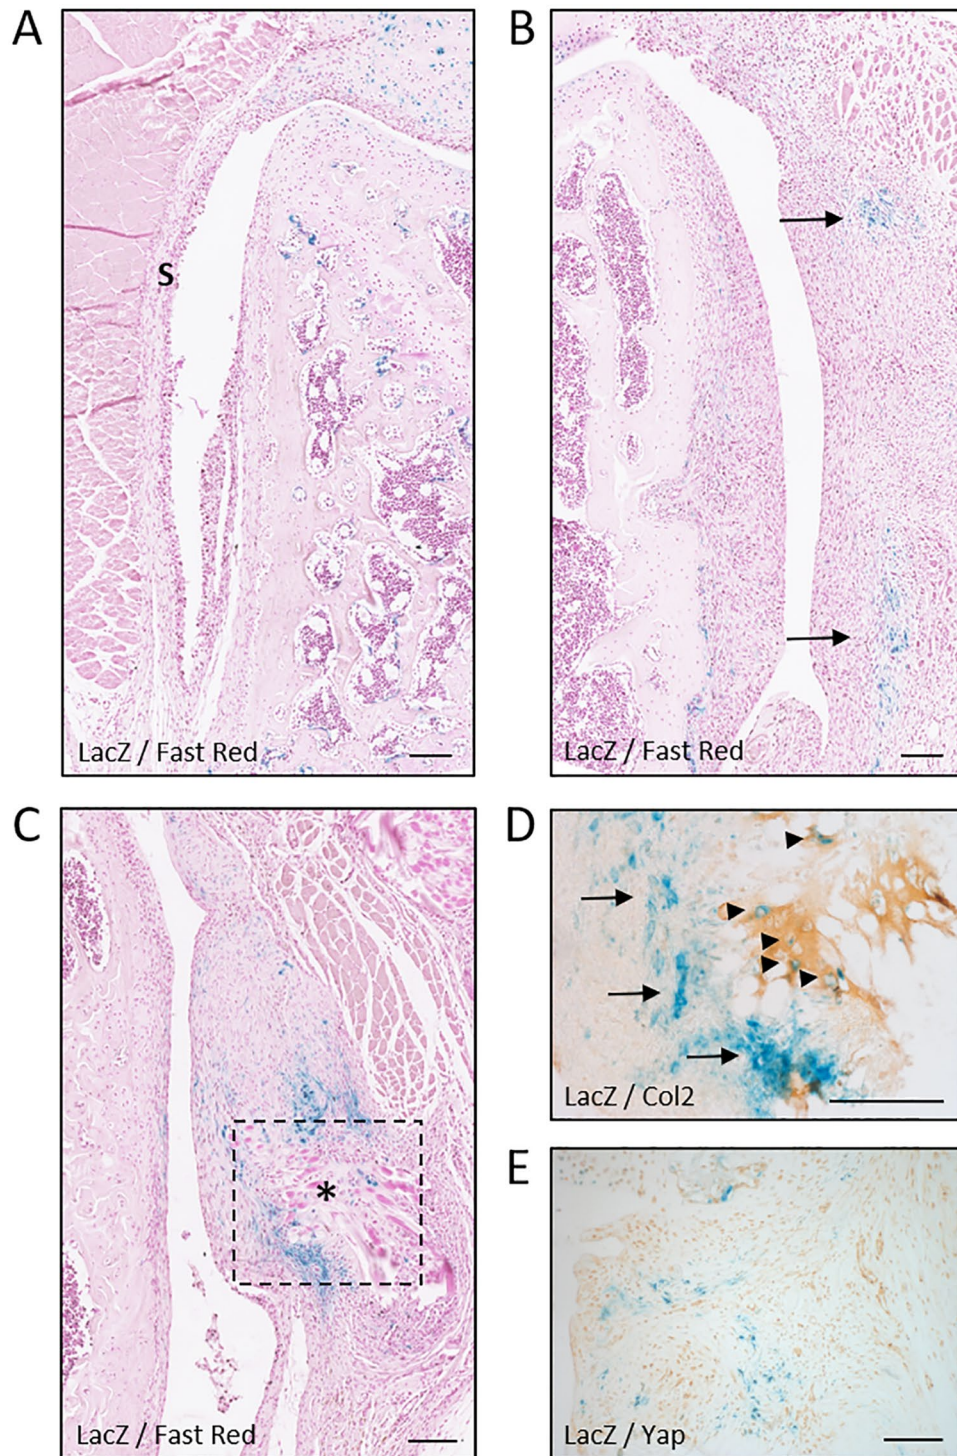 A
B
S
LacZ / Fast Red
LacZ / Fast Red
C
D
*
LacZ / Col2
E
LacZ / Fast Red
LacZ / Yap